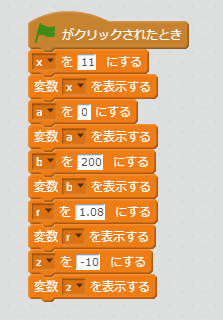 がクリックされたとき
x を 11 にする
変数 x を表示する
a を 0 にする
変数 a を表示する
b を 200 にする
変数 b を表示する
r を 1.08 にする
変数 r を表示する
z を -10 にする
変数 z を表示する